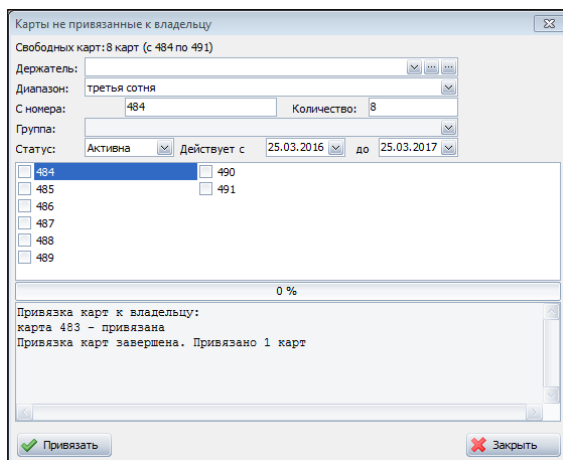 Карты не привязанные к владельцу
Свободных карт:8 карт (с 484 по 491)
Держатель:
Диапазон: третья сотня
С номера: 484 Количество: 8
Группа:
Статус: Активна Действует с 25.03.2016 до 25.03.2017
484 490
485 491
486
487
488
489
0 %
Привязка карт к владельцу:
карта 483 - привязана
Привязка карт завершена. Привязано 1 карт
Привязать Закрыть